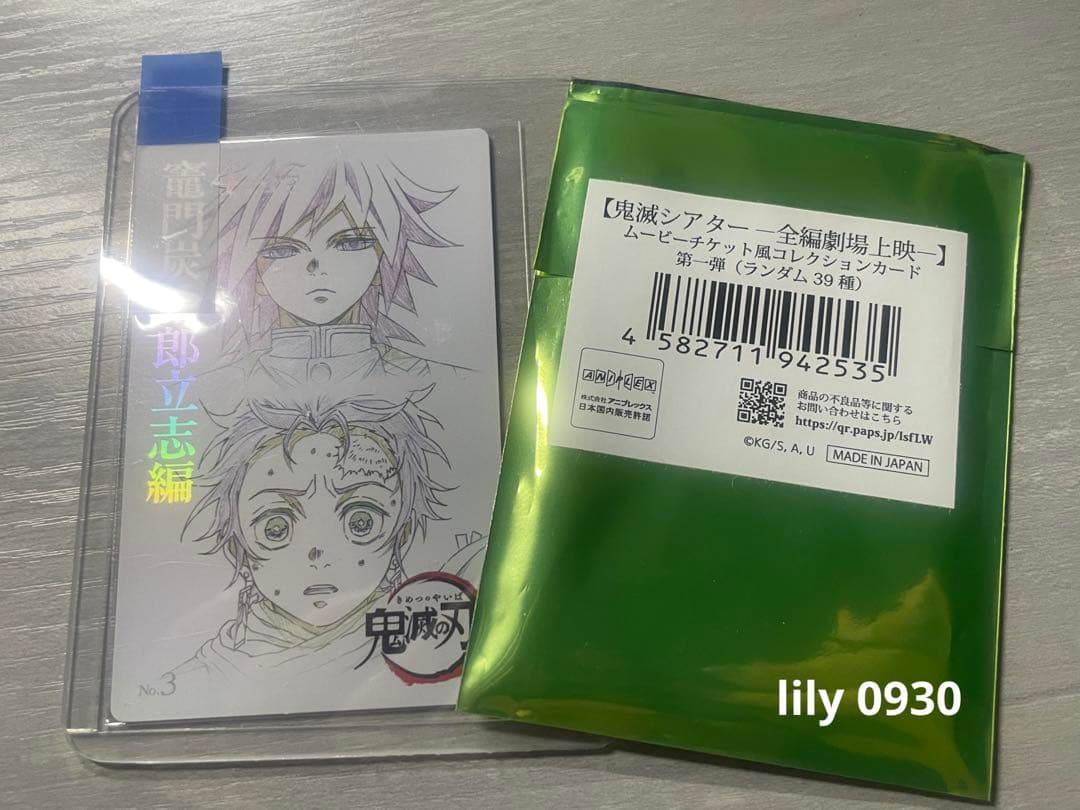 竈門炭
郎立志編
きめつのやいば
鬼滅の刃
No.3
【鬼滅シアター ―全編劇場上映―】
ムービーチケット風コレクションカード
第一弾（ランダム 39 種）
4 582711 942535
ANIPLEX
株式会社 アニプレックス
日本国内販売許諾
商品の不良品等に関する
お問い合わせはこちら
https://qr.paps.jp/lsfLW
©KG/S, A, U
MADE IN JAPAN
lily 0930